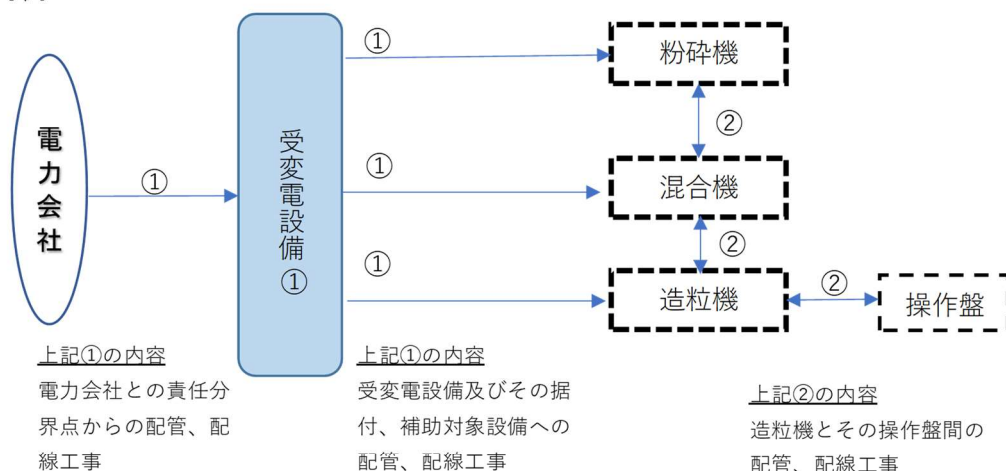 ①
粉砕機
②
電力会社
①
受変電設備①
①
混合機
②
①
造粒機
②
操作盤
上記①の内容
電力会社との責任分
界点からの配管、配
線工事
上記①の内容
受変電設備及びその据
付、補助対象設備への
配管、配線工事
上記②の内容
造粒機とその操作盤間の
配管、配線工事